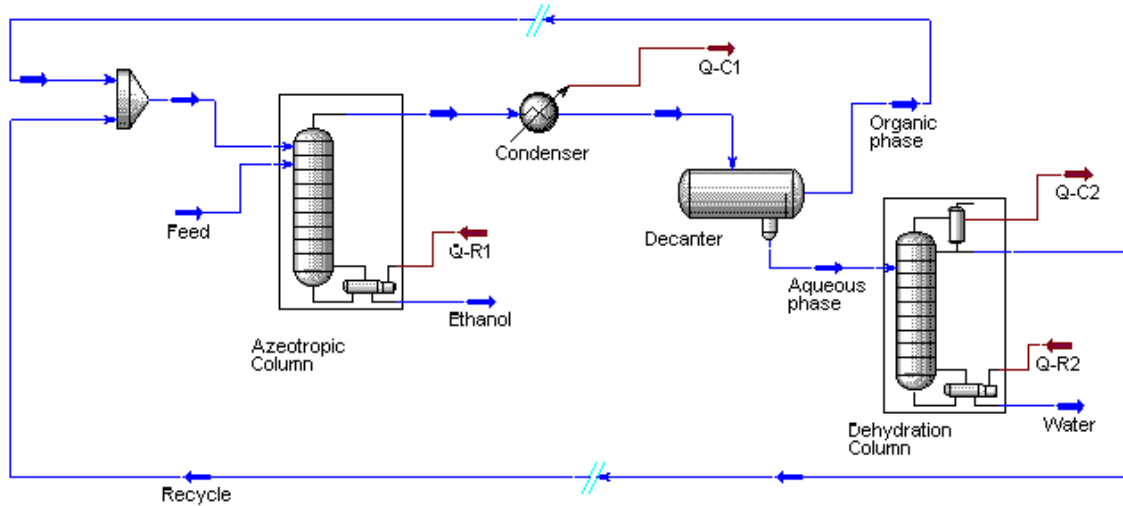 Q-C1
Organic
phase
Condenser
Q-C2
Feed
Q-R1
Decanter
Aqueous
phase
Ethanol
Azeotropic
Column
Q-R2
Dehydration
Column
Water
Recycle